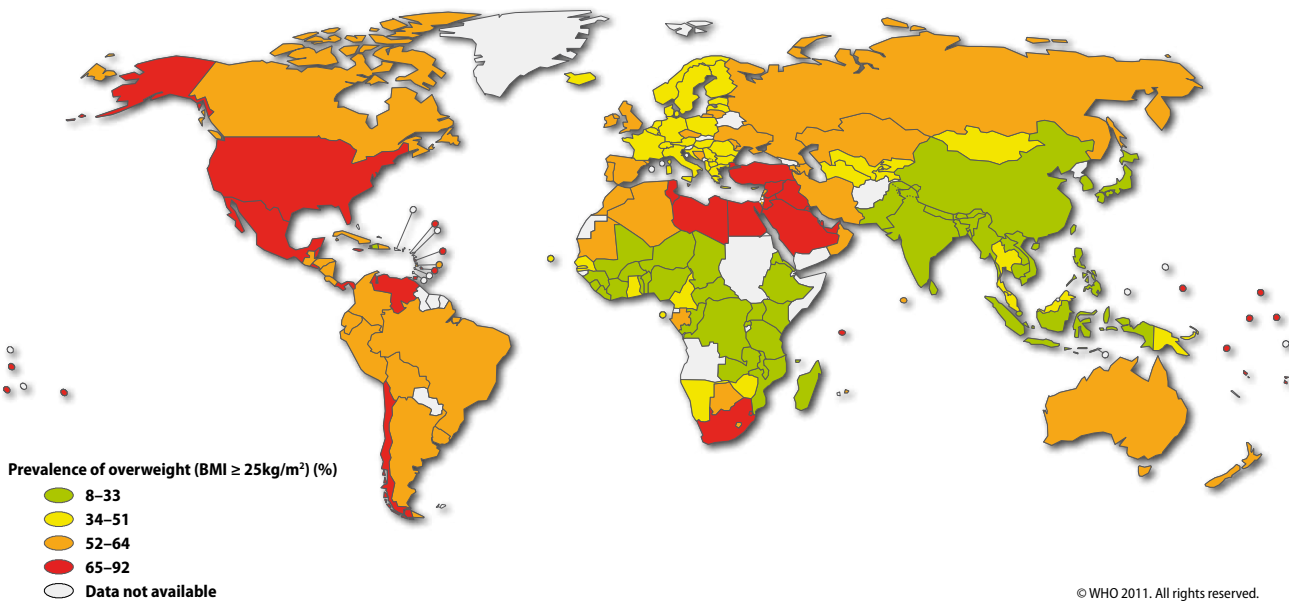 Prevalence of overweight (BMI ≥ 25kg/m²) (%)
8–33
34–51
52–64
65–92
Data not available
© WHO 2011. All rights reserved.